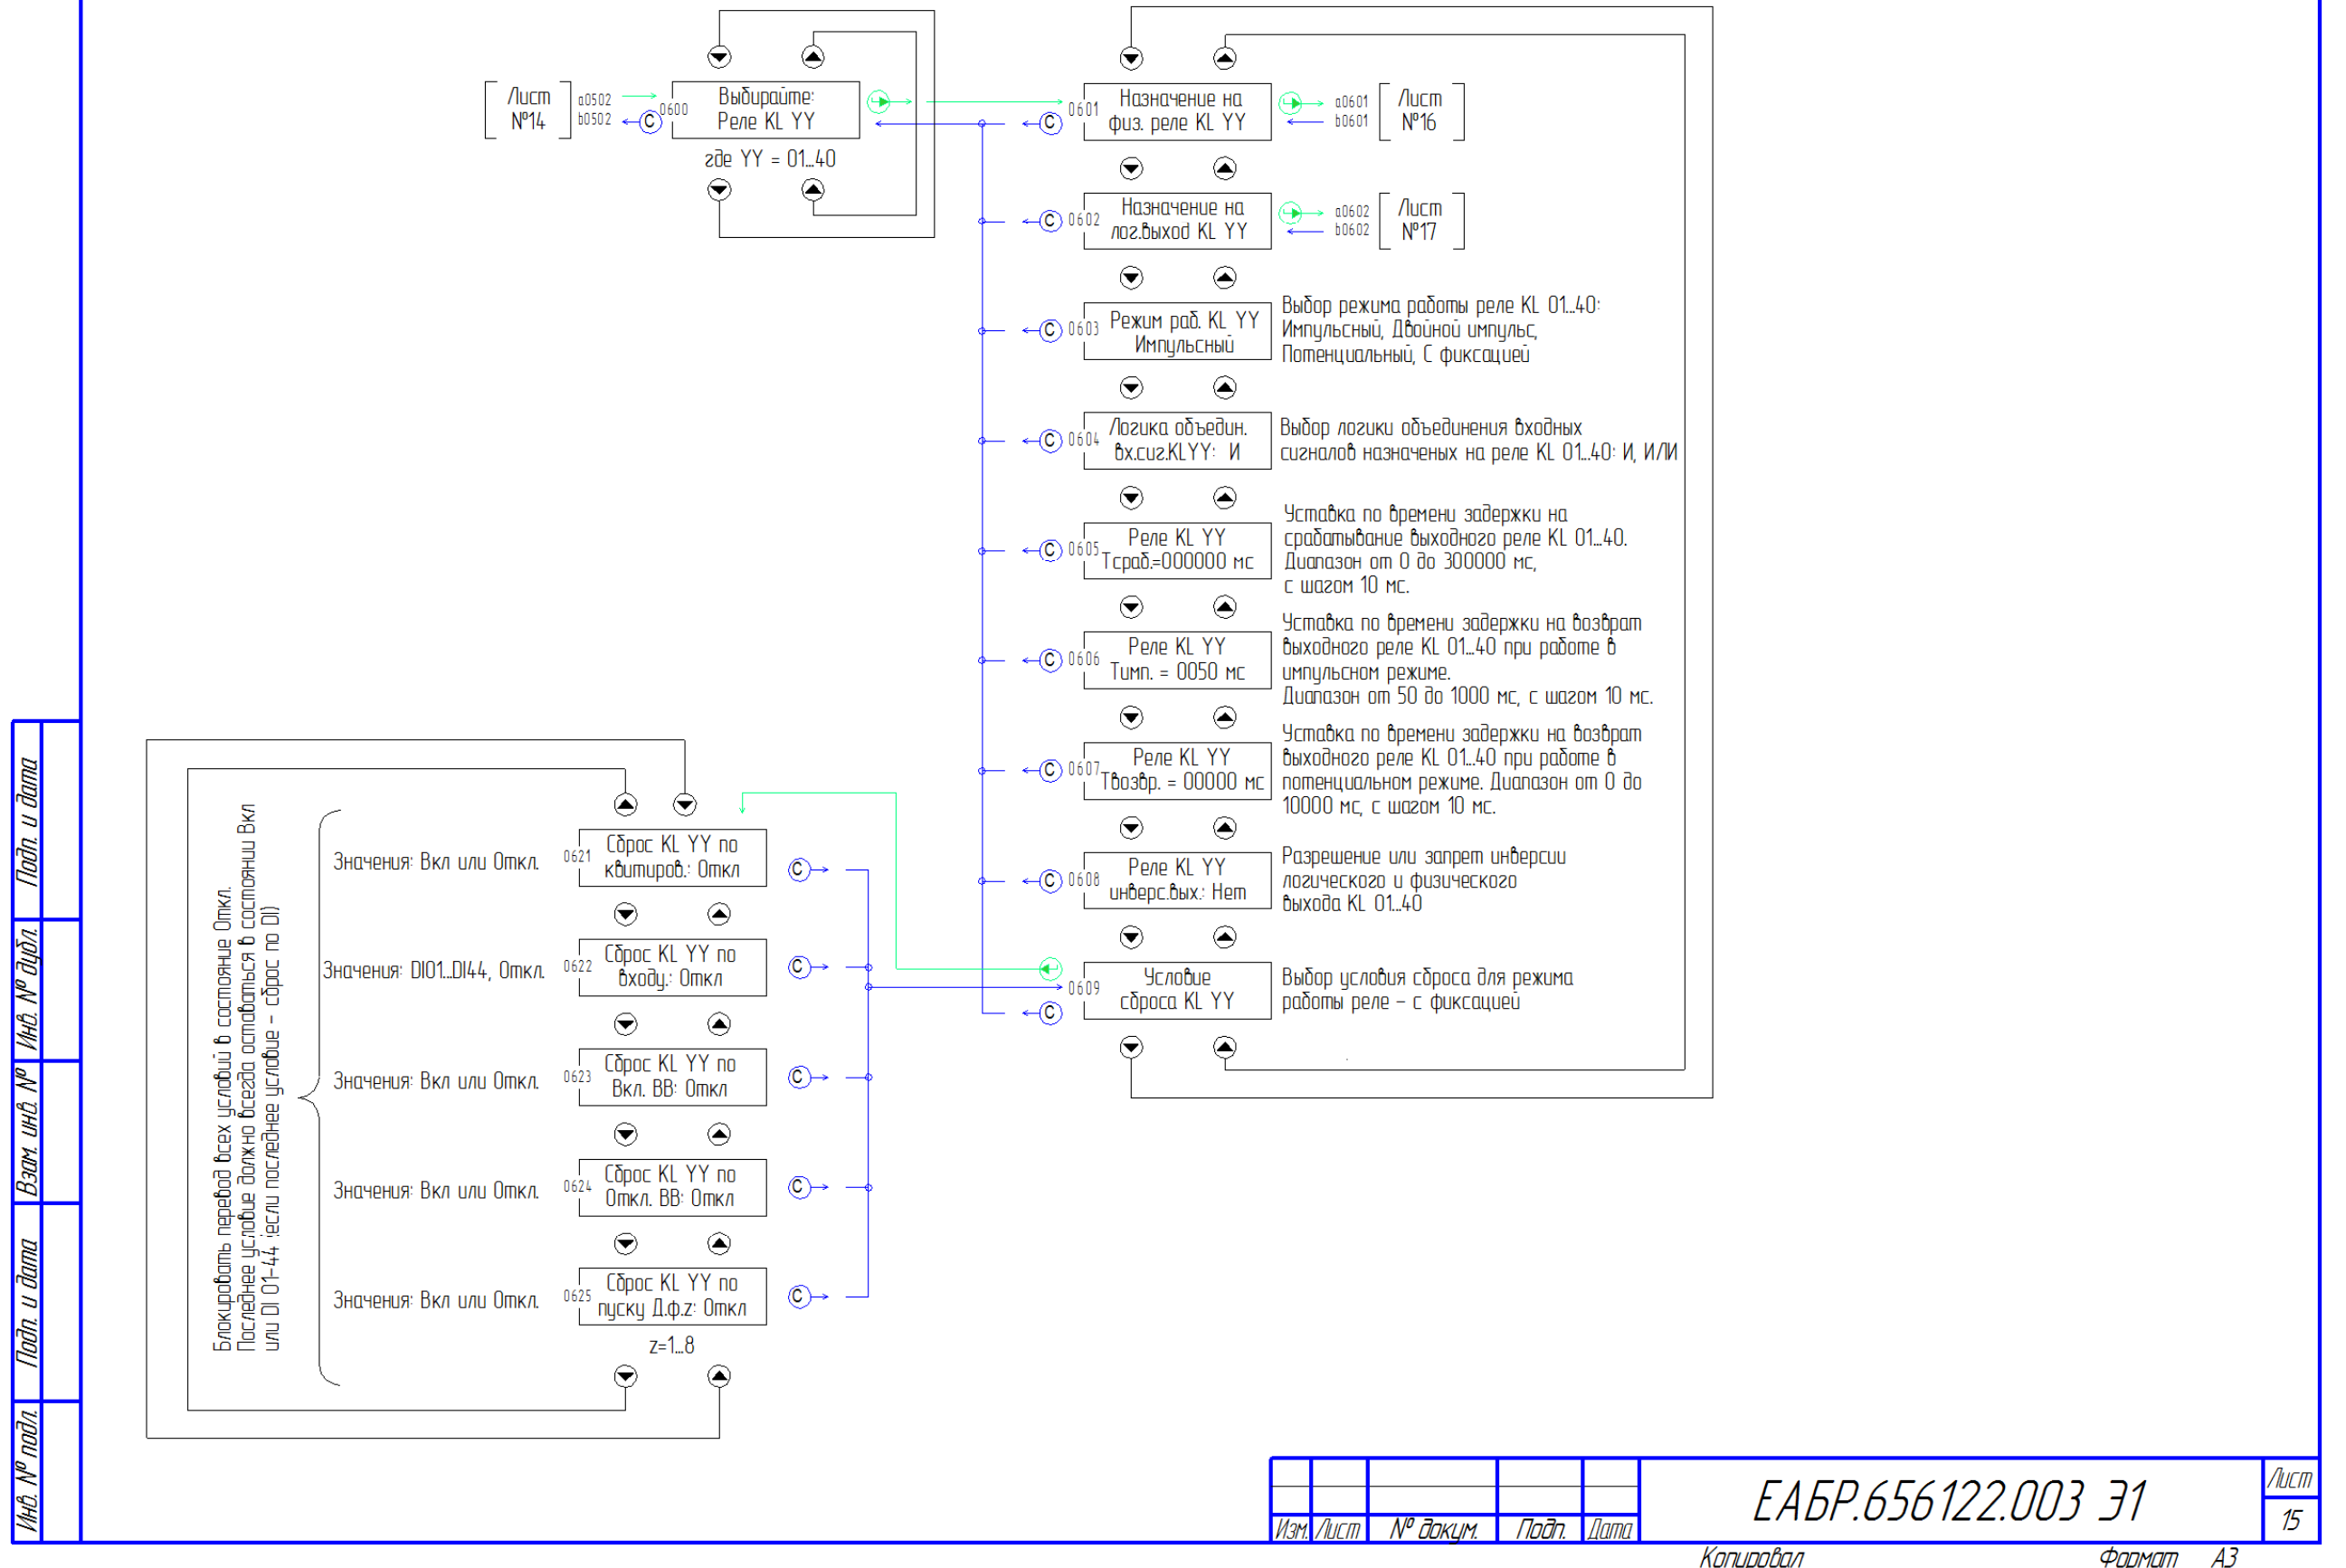 Лист
№14
a0502
b0502
C
0600
Выбирайте:
Реле KL YY
где YY = 01...40
C
0601
Назначение на
физ. реле KL YY
a0601
b0601
Лист
№16
C
0602
Назначение на
лог.выход KL YY
a0602
b0602
Лист
№17
C
0603
Режим раб. KL YY
Импульсный
Выбор режима работы реле KL 01...40:
Импульсный, Двойной импульс,
Потенциальный, С фиксацией
C
0604
Логика объедин.
вх.сиг.KLYY: И
Выбор логики объединения входных
сигналов назначеных на реле KL 01...40: И, ИЛИ
C
0605
Реле KL YY
Тсраб.=000000 мс
Уставка по времени задержки на
срабатывание выходного реле KL 01...40.
Диапазон от 0 до 300000 мс,
с шагом 10 мс.
C
0606
Реле KL YY
Тимп. = 0050 мс
Уставка по времени задержки на возврат
выходного реле KL 01...40 при работе в
импульсном режиме.
Диапазон от 50 до 1000 мс, с шагом 10 мс.
C
0607
Реле KL YY
Твозвр. = 00000 мс
Уставка по времени задержки на возврат
выходного реле KL 01...40 при работе в
потенциальном режиме. Диапазон от 0 до
10000 мс, с шагом 10 мс.
C
0608
Реле KL YY
инверс.вых.: Нет
Разрешение или запрет инверсии
логического и физического
выхода KL 01...40
C
0609
Условие
сброса KL YY
Выбор условия сброса для режима
работы реле – с фиксацией
Блокировать перевод всех условий в состояние Откл.
Последнее условие должно всегда оставаться в состоянии Вкл
или DI 01-44 (если последнее условие - сброс по DI)
Значения: Вкл или Откл.
0621
Сброс KL YY по
квитиров.: Откл
C
Значения: DI01...DI44, Откл.
0622
Сброс KL YY по
входу.: Откл
C
Значения: Вкл или Откл.
0623
Сброс KL YY по
Вкл. ВВ: Откл
C
Значения: Вкл или Откл.
0624
Сброс KL YY по
Откл. ВВ: Откл
C
Значения: Вкл или Откл.
0625
Сброс KL YY по
пуску Д.ф.z: Откл
C
z=1...8
Подп. и дата
Инв. № дубл.
Взам. инв. №
Подп. и дата
Инв. № подл.
Изм.
Лист
№ докум.
Подп.
Дата
ЕАБР.656122.003 Э1
Лист
15
Копировал
Формат А3